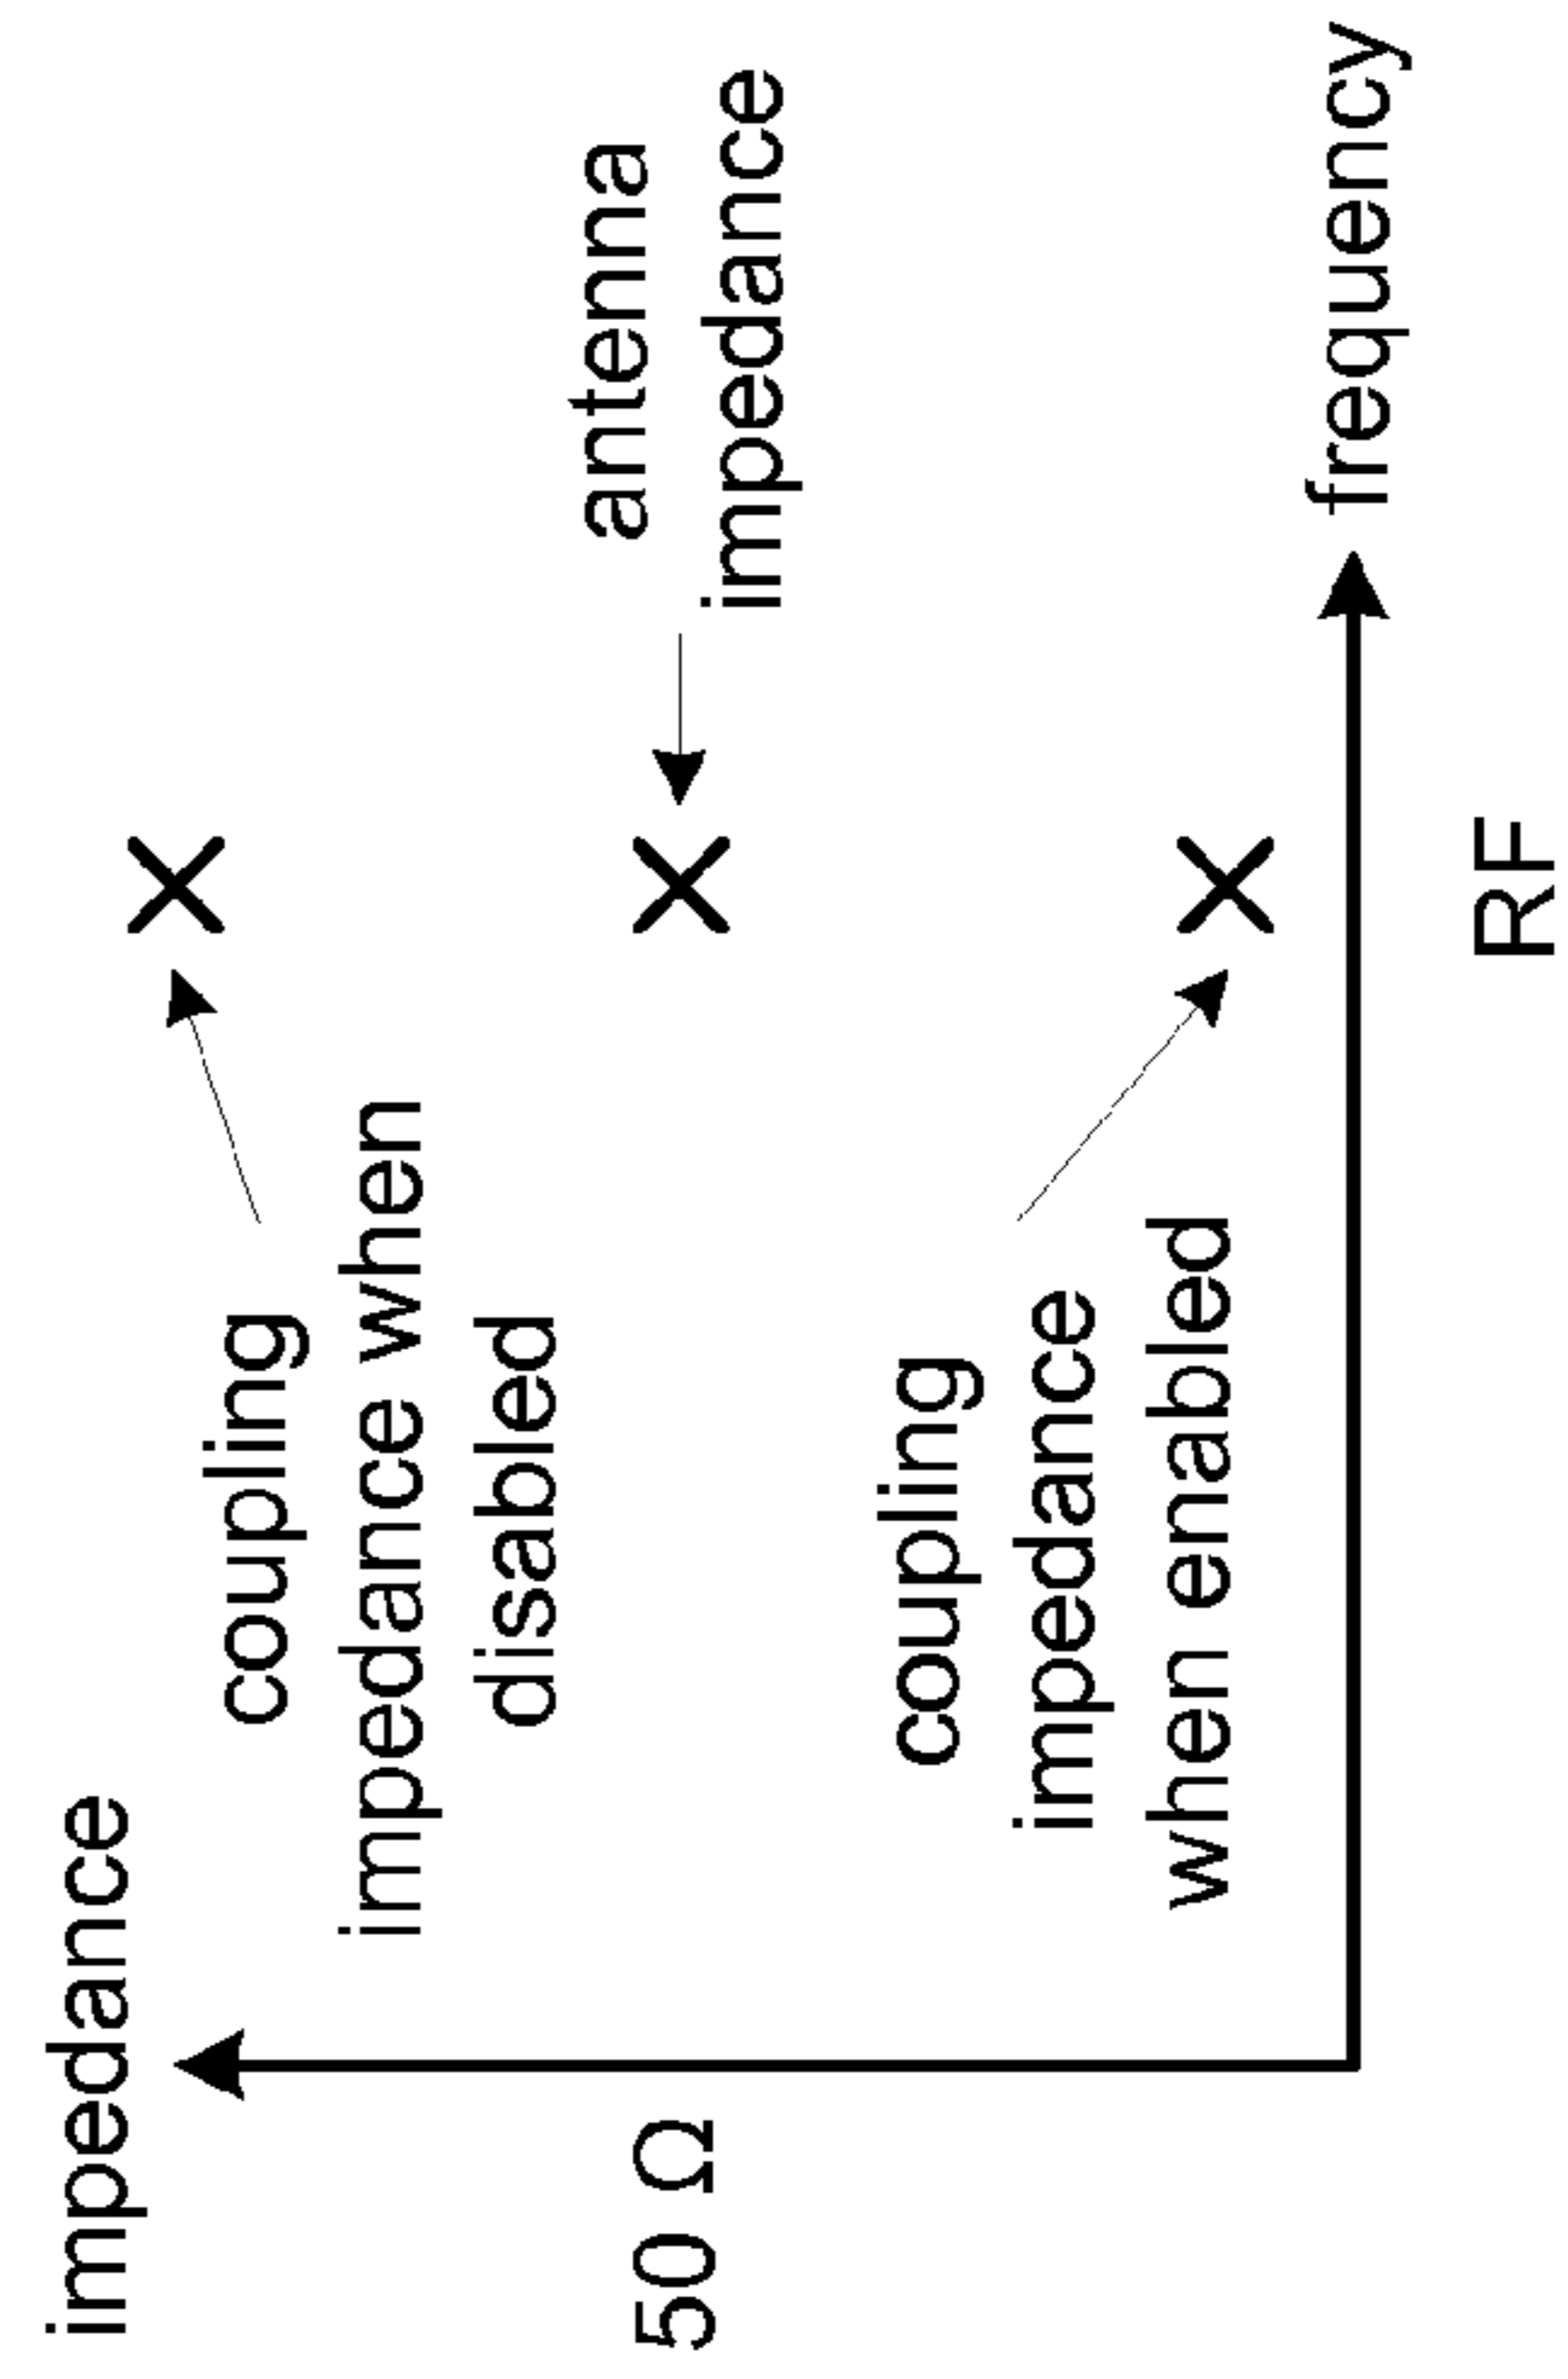 impedance
coupling
impedance when
disabled
antenna
impedance
50 Ω
coupling
impedance
when enabled
frequency
RF